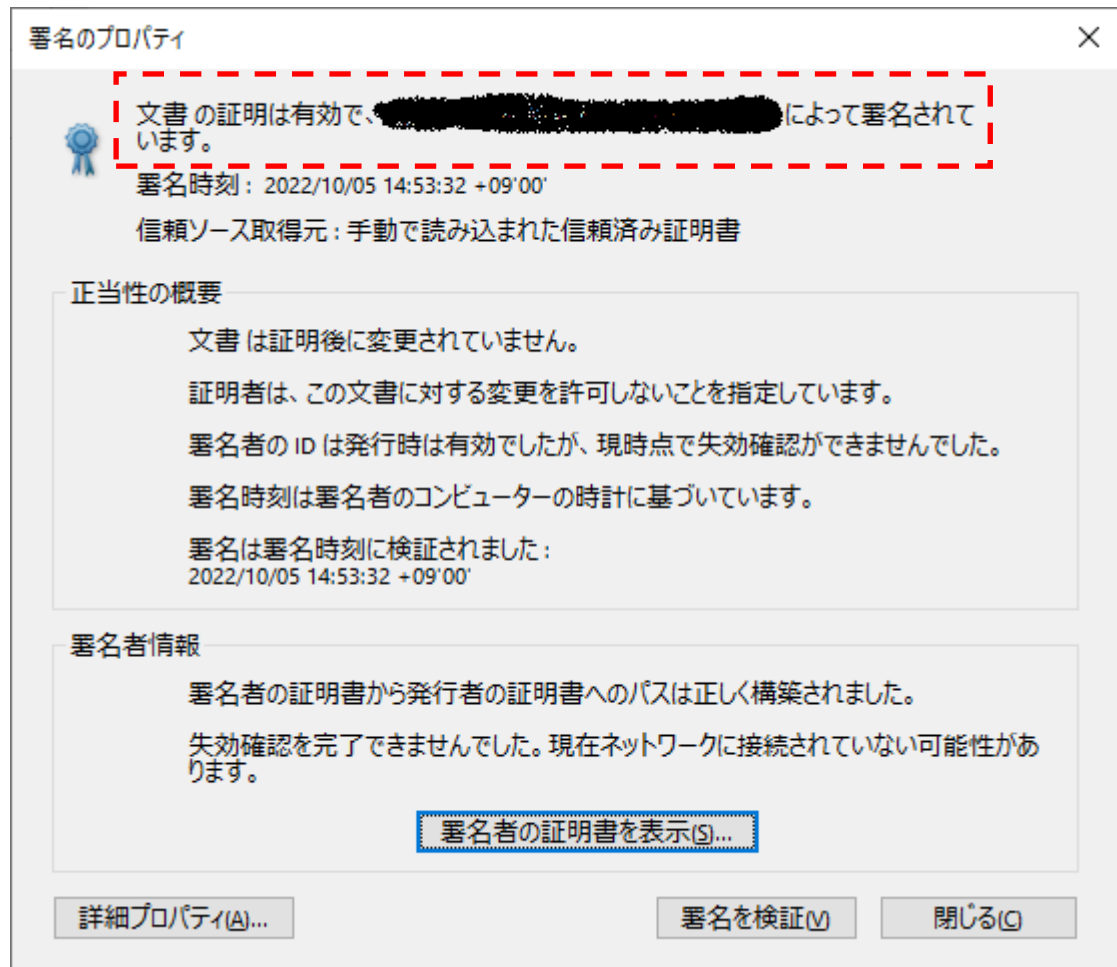 署名のプロパティ
文書 の証明は有効で、によって署名されて
います。
署名時刻 : 2022/10/05 14:53:32 +09'00'
信頼ソース取得元 : 手動で読み込まれた信頼済み証明書
正当性の概要
文書 は証明後に変更されていません。
証明者は、この文書に対する変更を許可しないことを指定しています。
署名者の ID は発行時は有効でしたが、現時点で失効確認ができませんでした。
署名時刻は署名者のコンピューターの時計に基づいています。
署名は署名時刻に検証されました :
2022/10/05 14:53:32 +09'00'
署名者情報
署名者の証明書から発行者の証明書へのパスは正しく構築されました。
失効確認を完了できませんでした。現在ネットワークに接続されていない可能性があ
ります。
署名者の証明書を表示(S)...
詳細プロパティ(A)...
署名を検証(V)
閉じる(C)